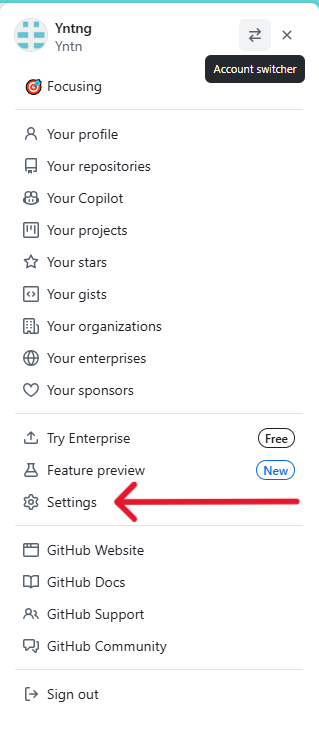 Yntng
Yntn
Account switcher
Focusing
Your profile
Your repositories
Your Copilot
Your projects
Your stars
Your gists
Your organizations
Your enterprises
Your sponsors
Try Enterprise Free
Feature preview New
Settings
GitHub Website
GitHub Docs
GitHub Support
GitHub Community
Sign out